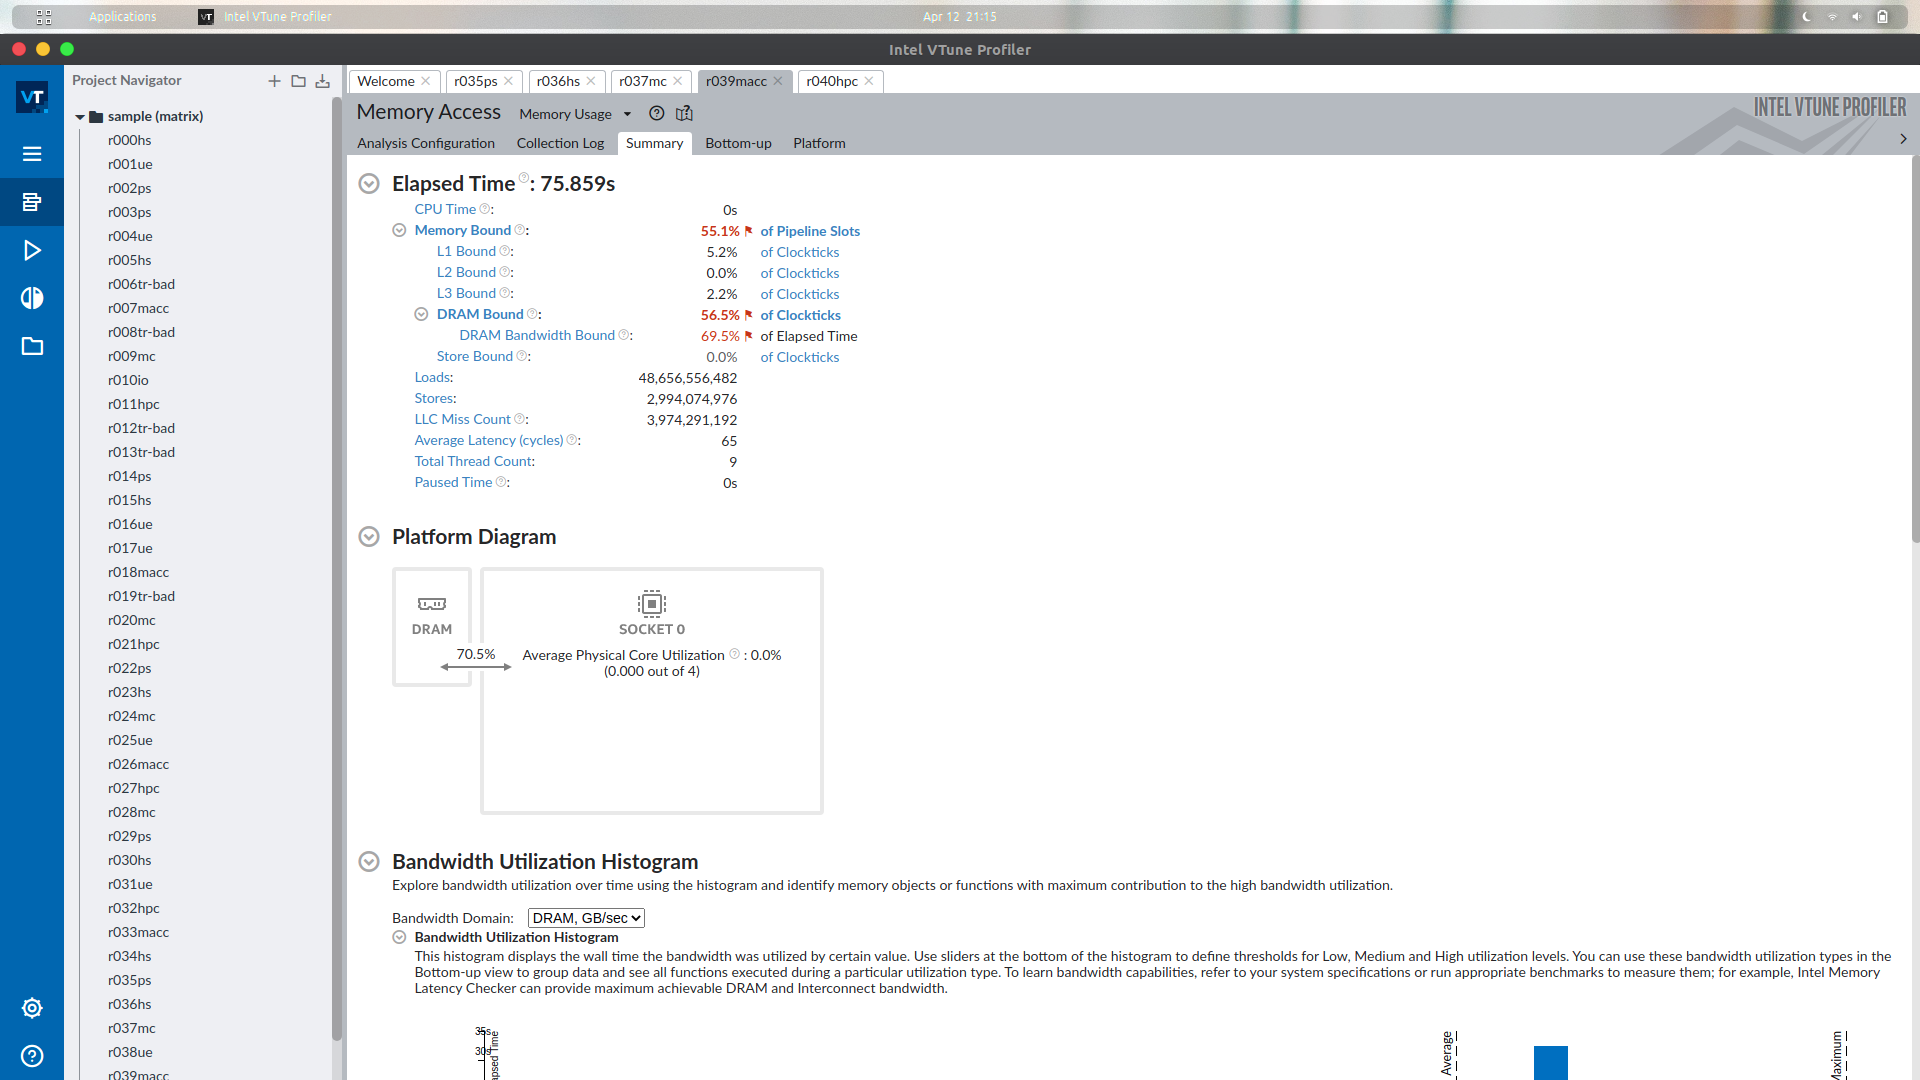 Applications
VT Intel VTune Profiler
Apr 12 21:15
Intel VTune Profiler
VT
Project Navigator
sample (matrix)
r000hs
r001ue
r002ps
r003ps
r004ue
r005hs
r006tr-bad
r007macc
r008tr-bad
r009mc
r010io
r011hpc
r012tr-bad
r013tr-bad
r014ps
r015hs
r016ue
r017ue
r018macc
r019tr-bad
r020mc
r021hpc
r022ps
r023hs
r024mc
r025ue
r026macc
r027hpc
r028mc
r029ps
r030hs
r031ue
r032hpc
r033macc
r034hs
r035ps
r036hs
r037mc
r038ue
r039macc
Welcome r035ps r036hs r037mc r039macc r040hpc
Memory Access Memory Usage
INTEL VTUNE PROFILER
Analysis Configuration Collection Log Summary Bottom-up Platform
Elapsed Time: 75.859s
CPU Time: 0s
Memory Bound: 55.1% of Pipeline Slots
L1 Bound: 5.2% of Clockticks
L2 Bound: 0.0% of Clockticks
L3 Bound: 2.2% of Clockticks
DRAM Bound: 56.5% of Clockticks
DRAM Bandwidth Bound: 69.5% of Elapsed Time
Store Bound: 0.0% of Clockticks
Loads: 48,656,556,482
Stores: 2,994,074,976
LLC Miss Count: 3,974,291,192
Average Latency (cycles): 65
Total Thread Count: 9
Paused Time: 0s
Platform Diagram
DRAM
SOCKET 0
70.5%
Average Physical Core Utilization : 0.0%
(0.000 out of 4)
Bandwidth Utilization Histogram
Explore bandwidth utilization over time using the histogram and identify memory objects or functions with maximum contribution to the high bandwidth utilization.
Bandwidth Domain: DRAM, GB/sec
Bandwidth Utilization Histogram
This histogram displays the wall time the bandwidth was utilized by certain value. Use sliders at the bottom of the histogram to define thresholds for Low, Medium and High utilization levels. You can use these bandwidth utilization types in the
Bottom-up view to group data and see all functions executed during a particular utilization type. To learn bandwidth capabilities, refer to your system specifications or run appropriate benchmarks to measure them; for example, Intel Memory
Latency Checker can provide maximum achievable DRAM and Interconnect bandwidth.
35s
30s
Time
Average